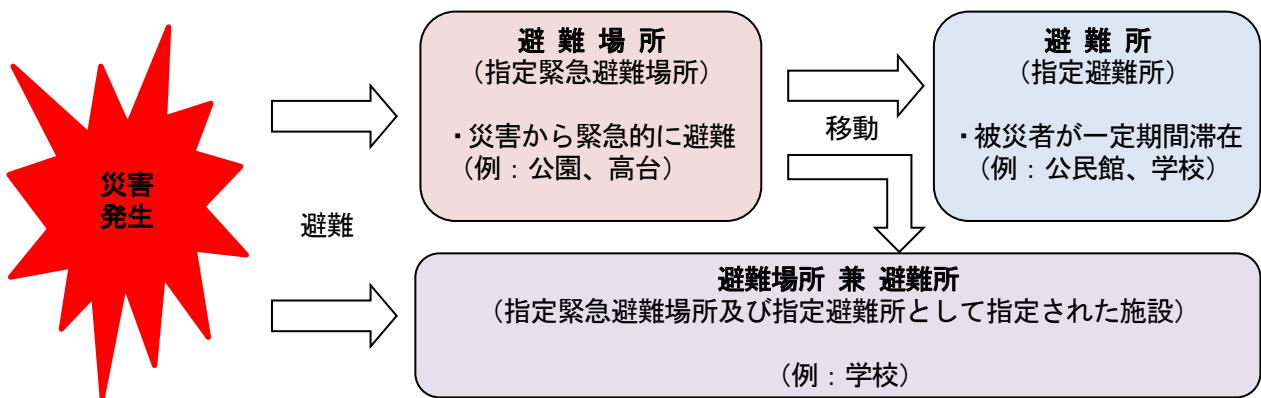 災害
発生
避難
避 難 場 所
（指定緊急避難場所）
・災害から緊急的に避難
（例：公園、高台）
移動
避 難 所
（指定避難所）
・被災者が一定期間滞在
（例：公民館、学校）
避難場所 兼 避難所
（指定緊急避難場所及び指定避難所として指定された施設）
（例：学校）